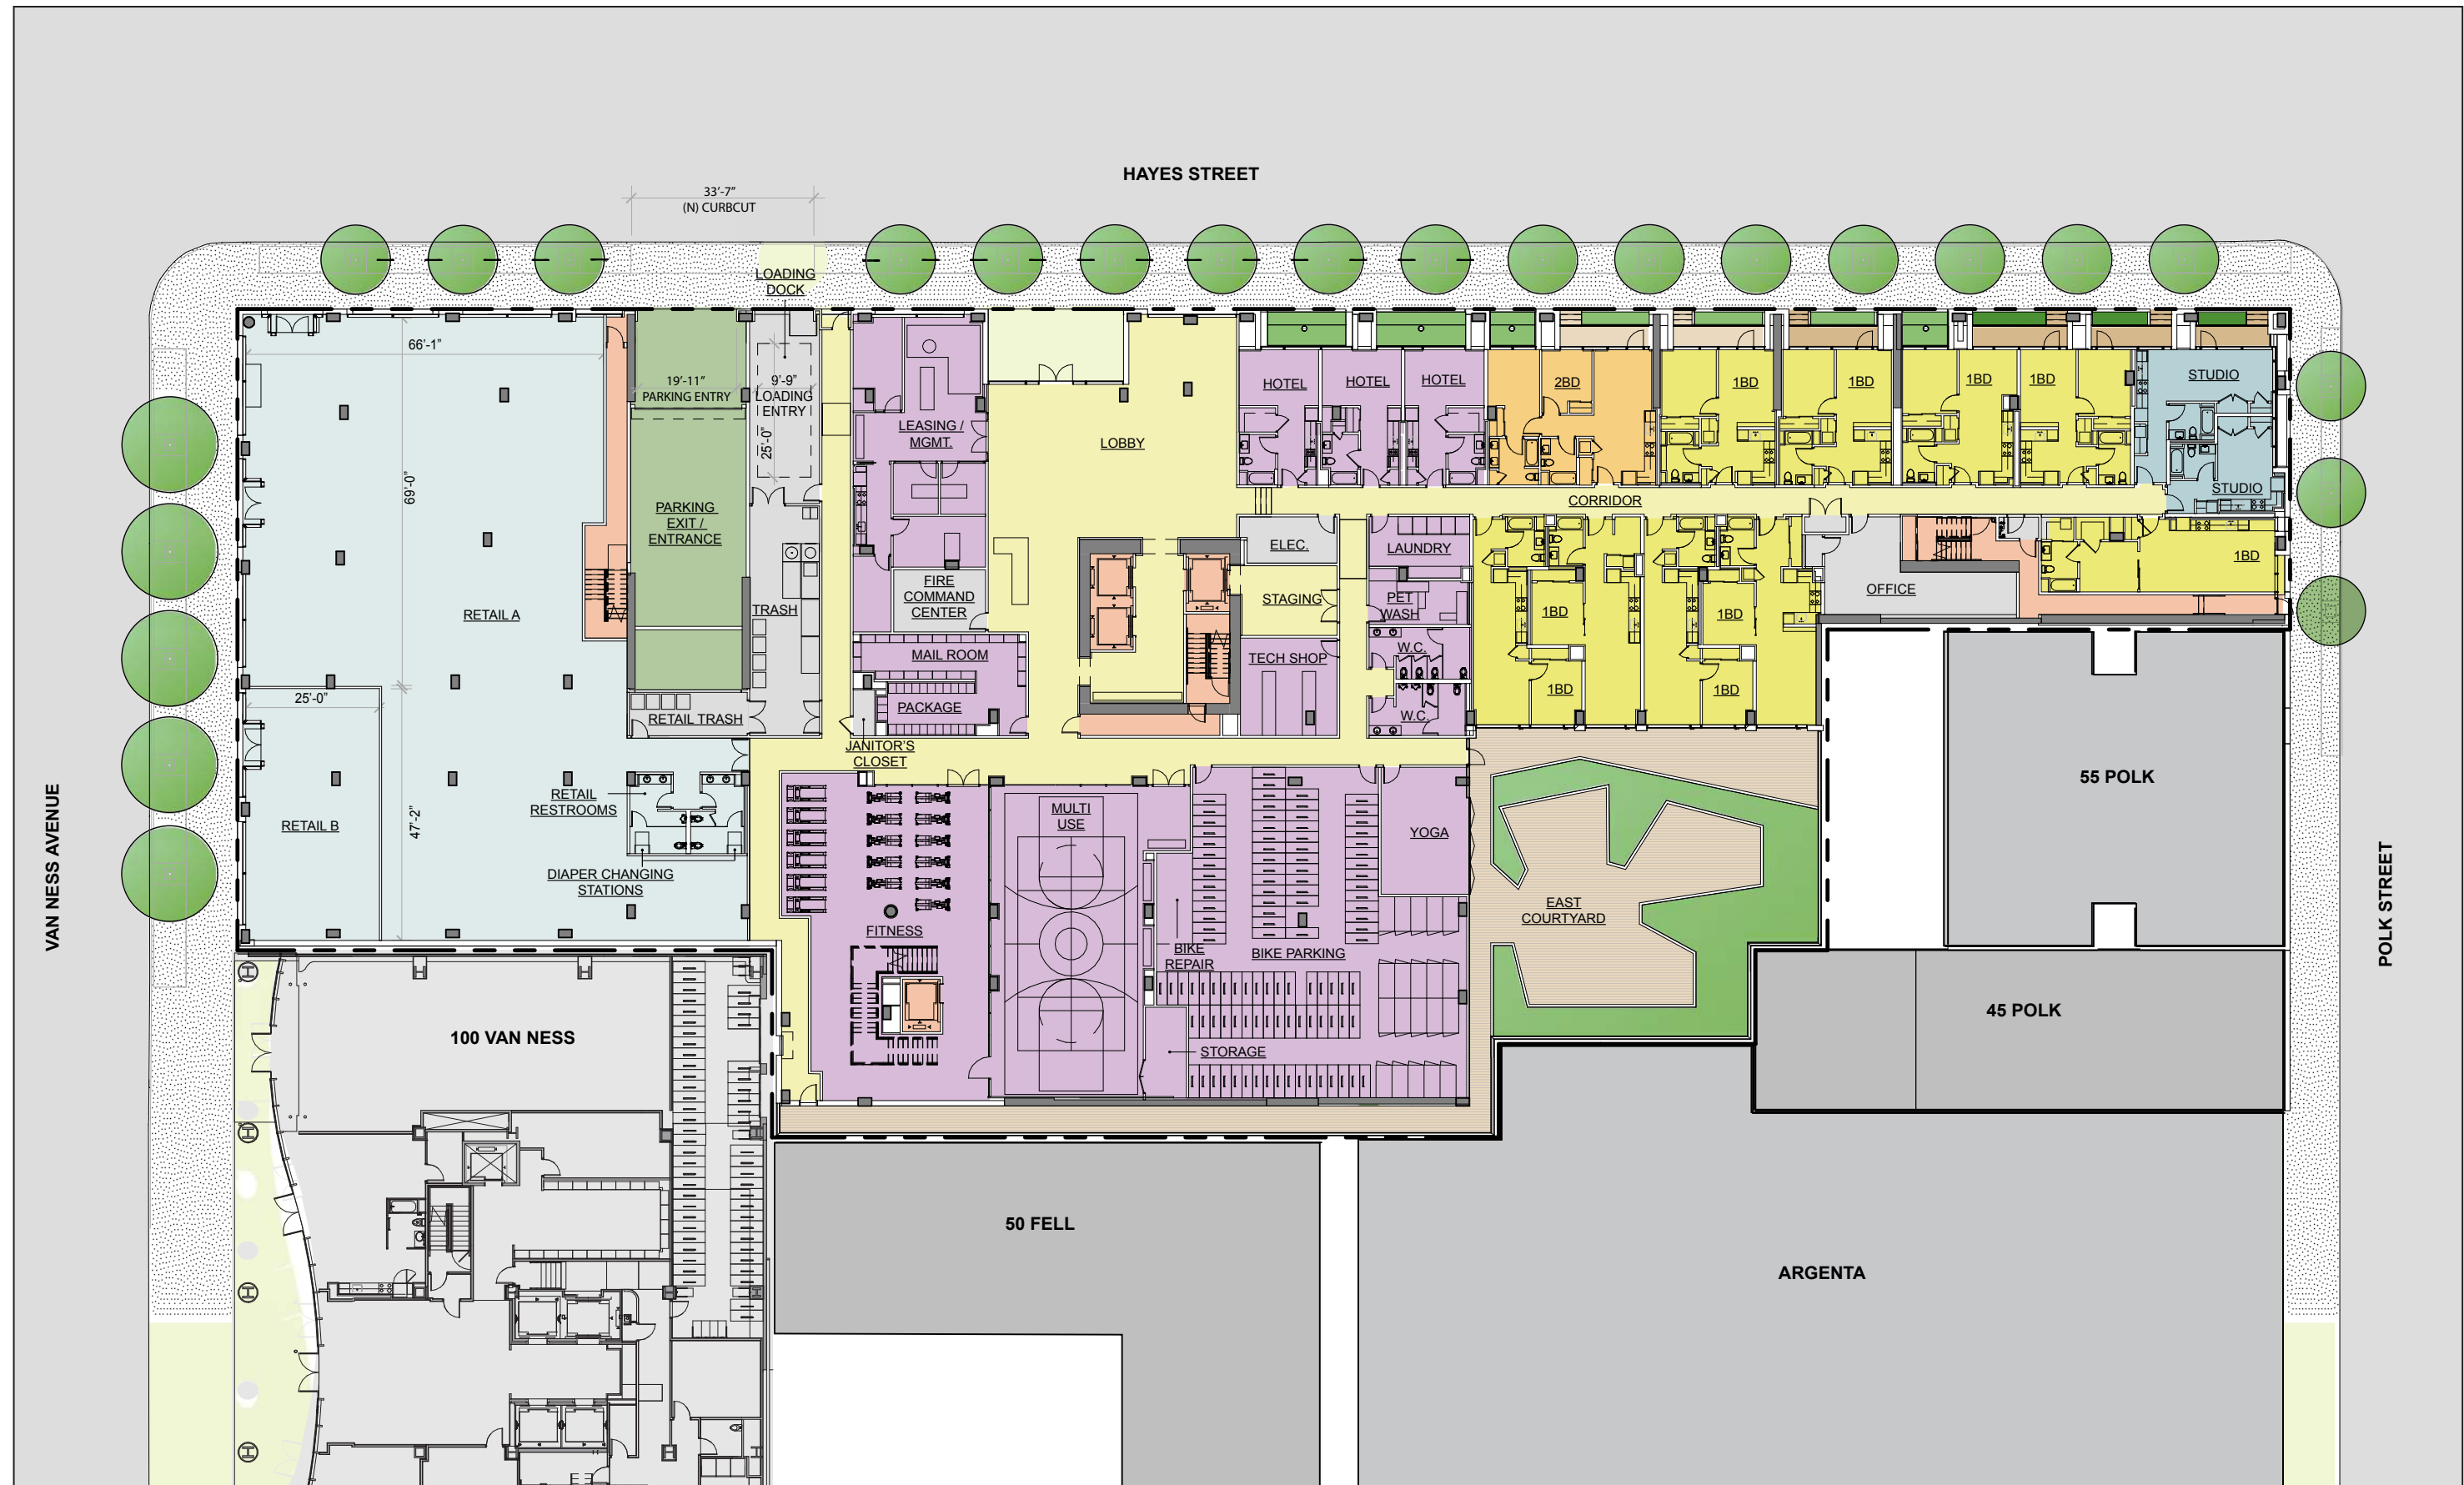 HAYES STREET
33'-7"
(N) CURBCUT
LOADING
DOCK
66'-1"
19'-11"
PARKING ENTRY
9'-9"
LOADING
ENTRY
25'-0"
69'-0"
LEASING /
MGMT.
LOBBY
HOTEL
HOTEL
HOTEL
2BD
1BD
1BD
1BD
1BD
STUDIO
STUDIO
CORRIDOR
PARKING
EXIT /
ENTRANCE
ELEC.
LAUNDRY
1BD
OFFICE
FIRE
COMMAND
CENTER
STAGING
PET
WASH
1BD
1BD
RETAIL A
TRASH
MAIL ROOM
TECH SHOP
W.C.
1BD
1BD
25'-0"
PACKAGE
RETAIL TRASH
W.C.
JANITOR'S
CLOSET
VAN NESS AVENUE
RETAIL B
47'-2"
RETAIL
RESTROOMS
DIAPER CHANGING
STATIONS
MULTI
USE
YOGA
55 POLK
POLK STREET
FITNESS
BIKE
REPAIR
BIKE PARKING
EAST
COURTYARD
STORAGE
45 POLK
100 VAN NESS
50 FELL
ARGENTA